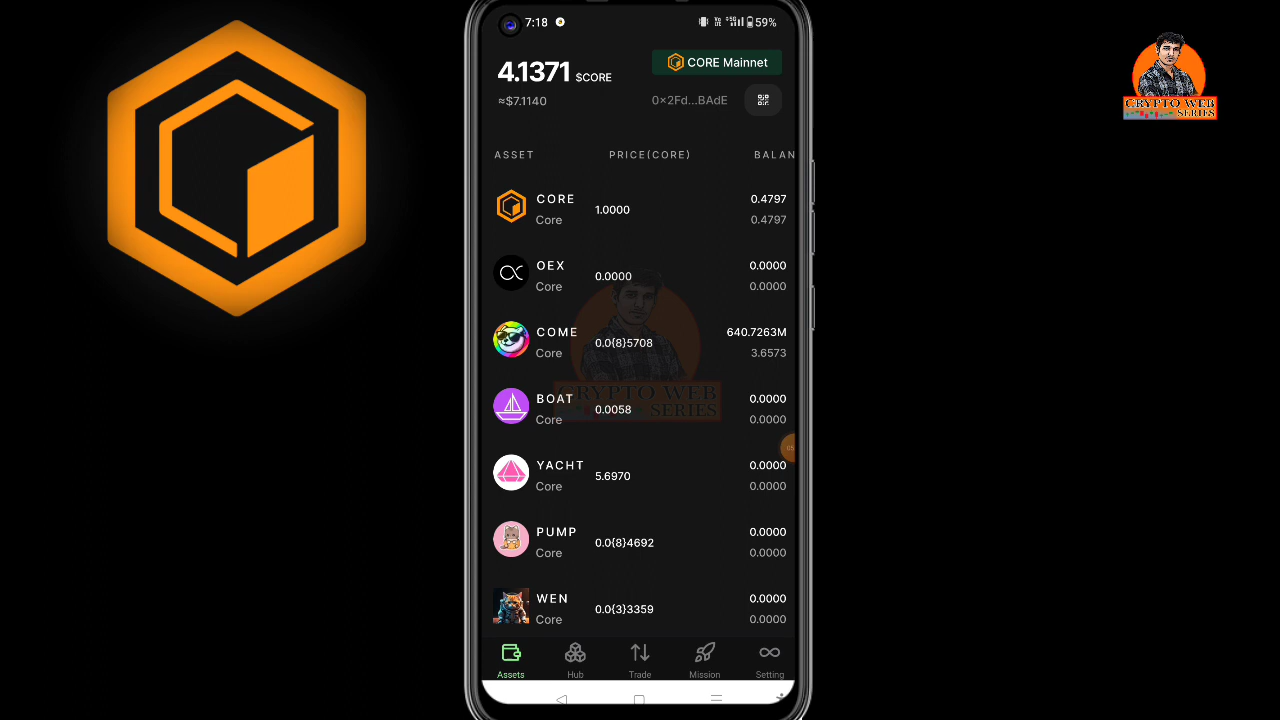 7:18
59%
4.1371 $CORE
CORE Mainnet
≈$7.1140
0×2Fd...BAdE
ASSET PRICE(CORE) BALAN
CORE 1.0000 0.4797
Core 0.4797
OEX 0.0000 0.0000
Core 0.0000
COME 0.0{8}5708 640.7263M
Core 3.6573
BOAT 0.0058 0.0000
Core 0.0000
YACHT 5.6970 0.0000
Core 0.0000
PUMP 0.0{8}4692 0.0000
Core 0.0000
WEN 0.0{3}3359 0.0000
Core 0.0000
Assets Hub Trade Mission Setting
CRYPTO WEB
SERIES
CRYPTO WEB
SERIES